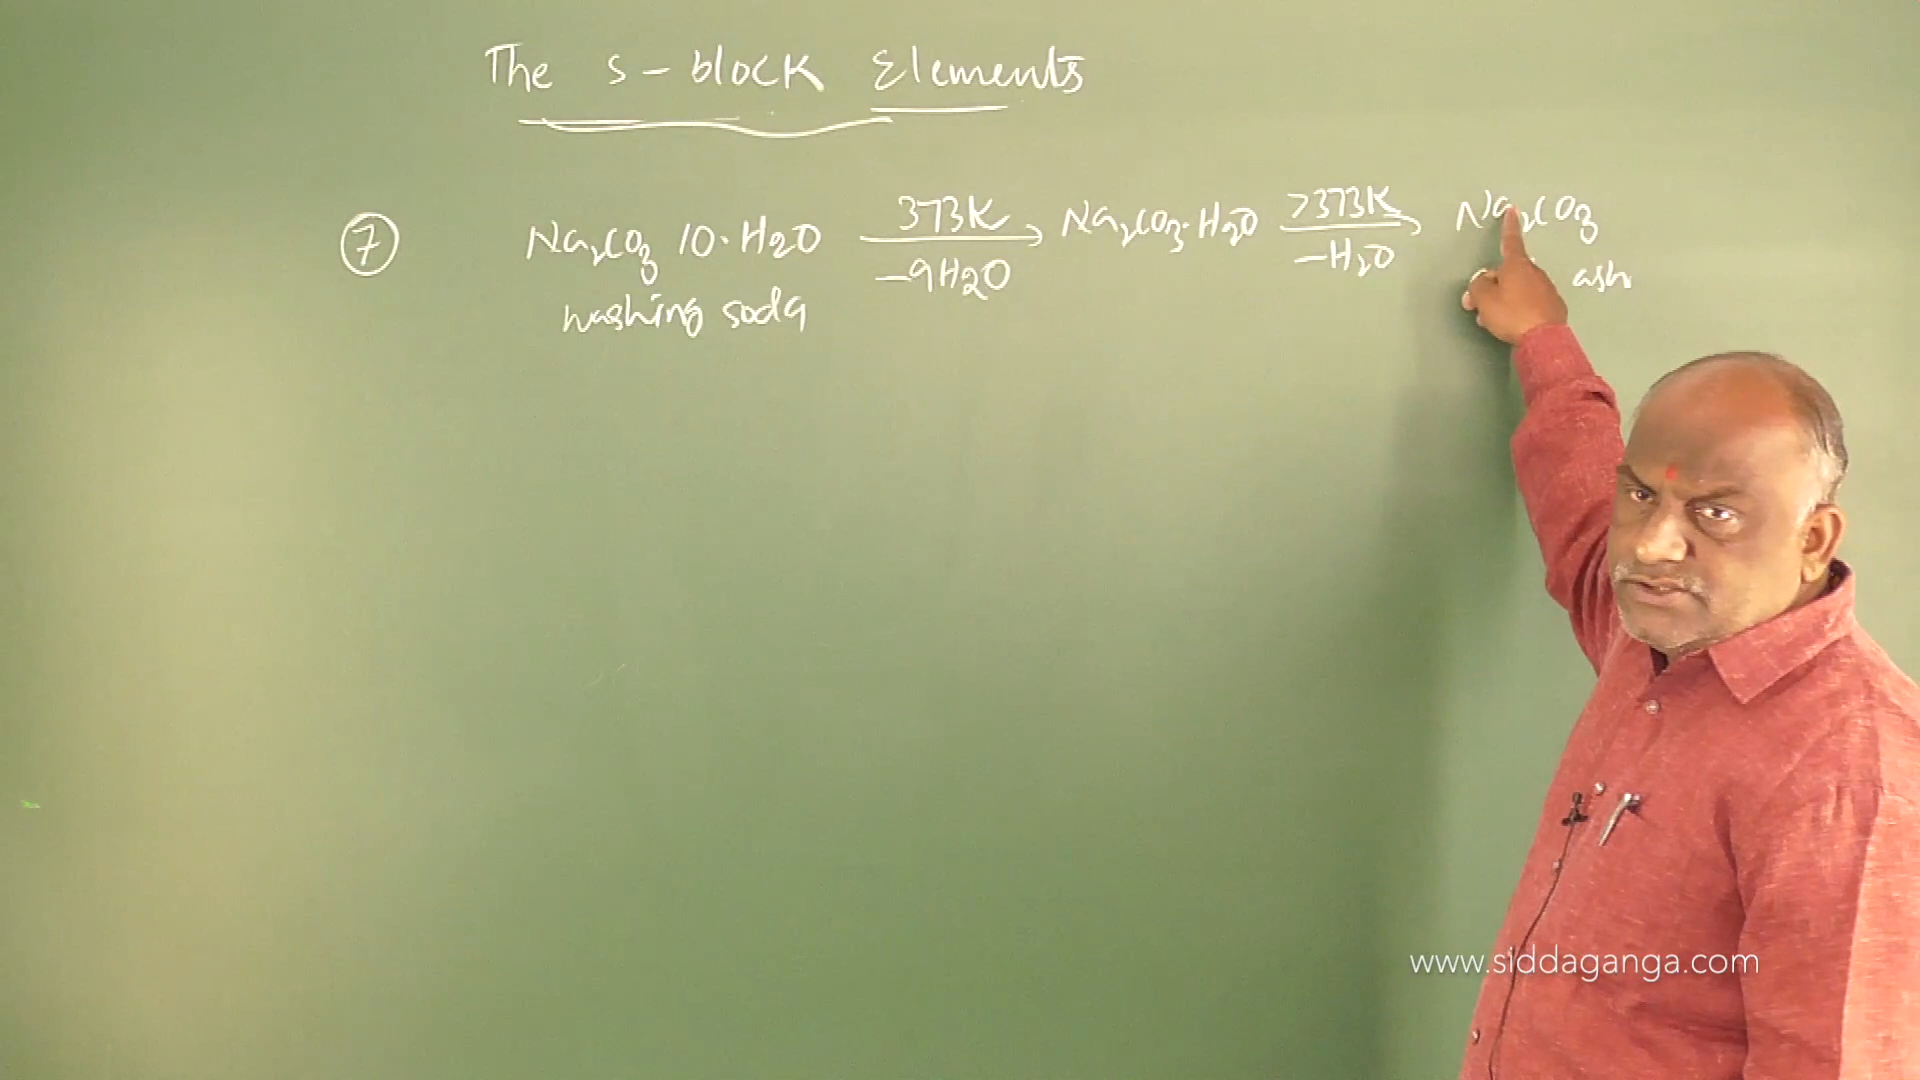 The s-block Elements
⑦ Na₂CO₃ 10·H₂O 373K −9H₂O → Na₂CO₃·H₂O >373K −H₂O → Na₂CO₃
washing soda ash
www.siddaganga.com